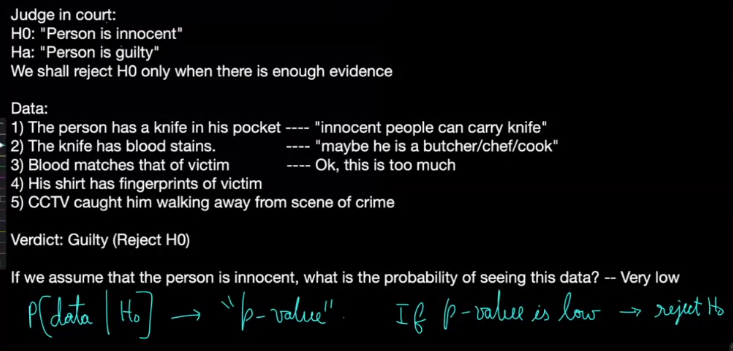 Judge in court:
H0: "Person is innocent"
Ha: "Person is guilty"
We shall reject H0 only when there is enough evidence
Data:
1) The person has a knife in his pocket ---- "innocent people can carry knife"
2) The knife has blood stains. ---- "maybe he is a butcher/chef/cook"
3) Blood matches that of victim ---- Ok, this is too much
4) His shirt has fingerprints of victim
5) CCTV caught him walking away from scene of crime
Verdict: Guilty (Reject H0)
If we assume that the person is innocent, what is the probability of seeing this data? -- Very low
P[data | H₀] → "p-value". If p-value is low → reject H₀